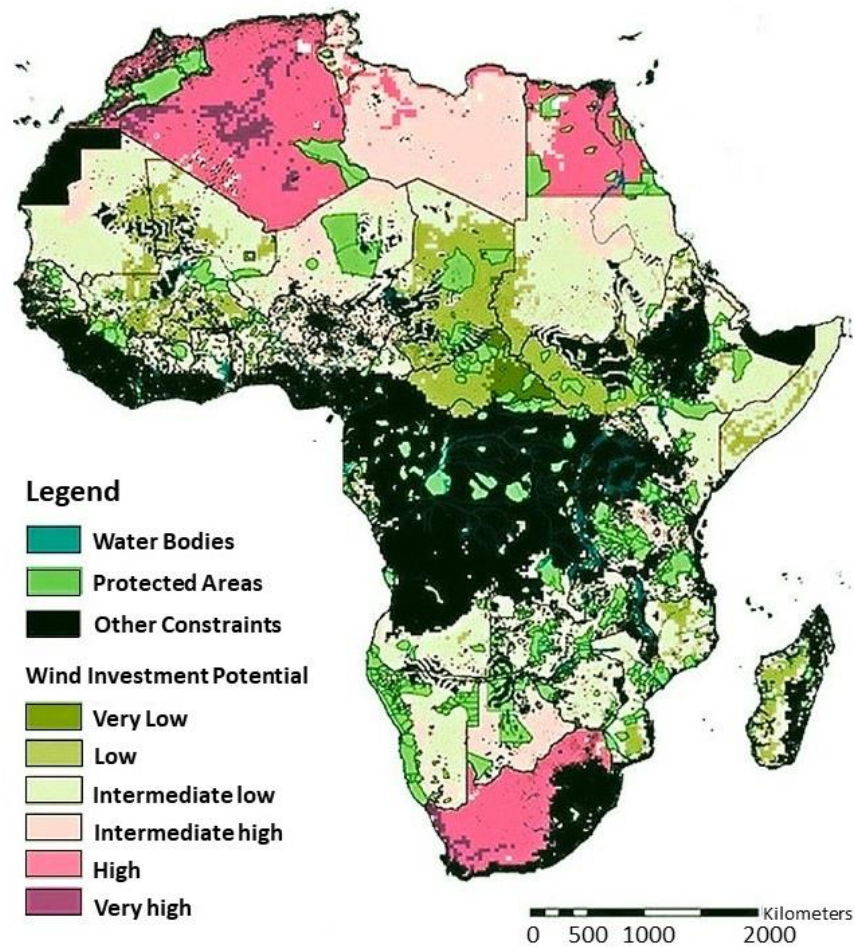 Legend
Water Bodies
Protected Areas
Other Constraints
Wind Investment Potential
Very Low
Low
Intermediate low
Intermediate high
High
Very high
Kilometers
0 500 1000 2000